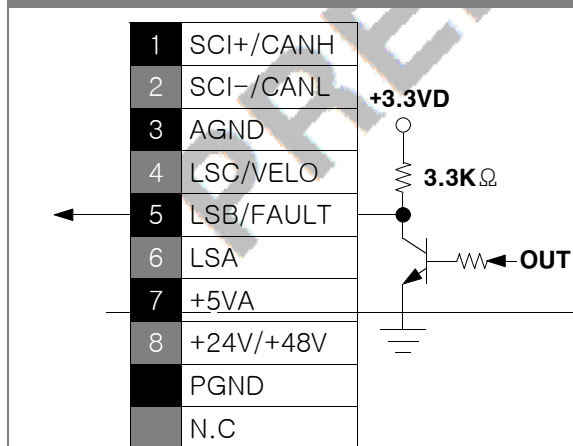 1 SCI+/CANH
2 SCI-/CANL
+3.3VD
3 AGND
4 LSC/VELO
3.3KΩ
5 LSB/FAULT
6 LSA
OUT
7 +5VA
8 +24V/+48V
PGND
N.C
PRE